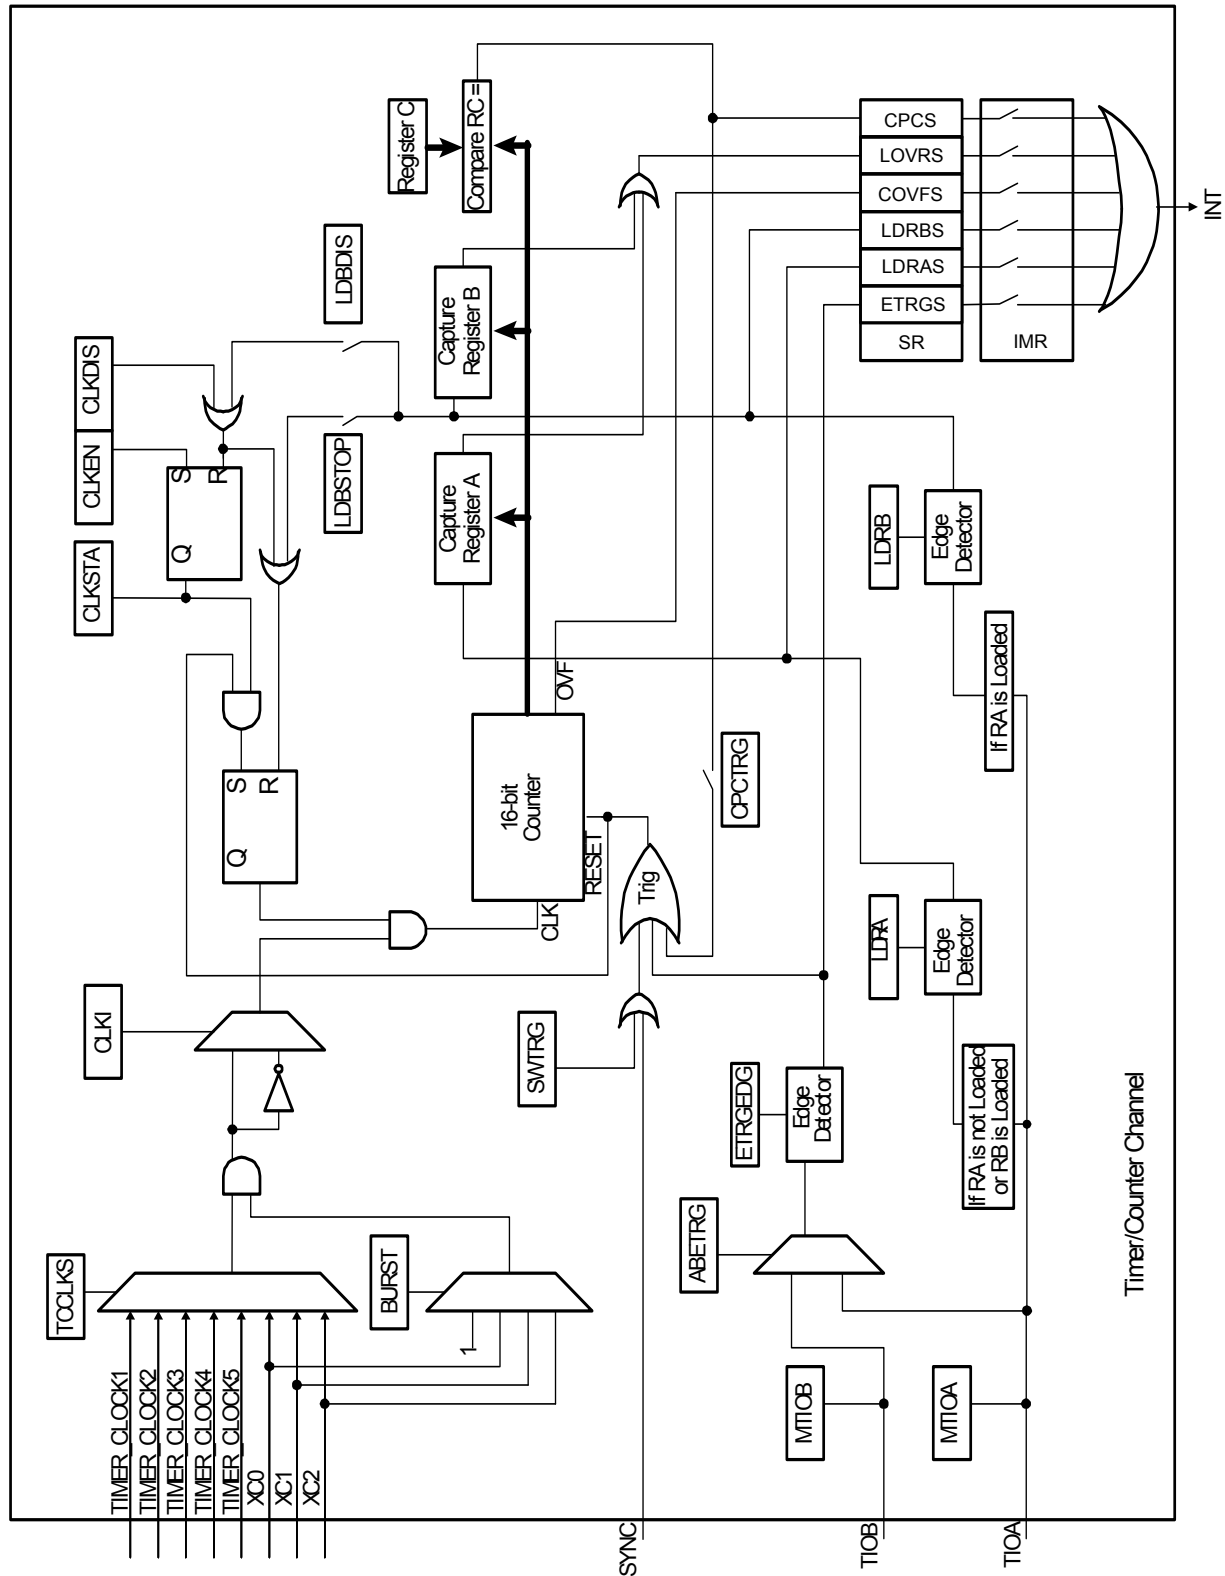 TCCLKS
TIMER_CLOCK1
TIMER_CLOCK2
TIMER_CLOCK3
TIMER_CLOCK4
TIMER_CLOCK5
XC0
XC1
XC2
CLKI
CLKSTA
CLKEN
CLKDIS
Q
S
R
Q
S
R
BURST
1
LDBSTOP
LDBDIS
Register C
Compare RC =
Capture
Register A
Capture
Register B
16-bit
Counter
CLK
OVF
RESET
SWTRG
SYNC
Trig
CPCTRG
ABETRG
ETRGEDG
Edge
Detector
MTIOB
TIOB
MTIOA
TIOA
LDRA
Edge
Detector
If RA is not Loaded
or RB is Loaded
LDRB
Edge
Detector
If RA is Loaded
CPCS
LOVRS
COVFS
LDRBS
LDRAS
ETRGS
SR
IMR
INT
Timer/Counter Channel